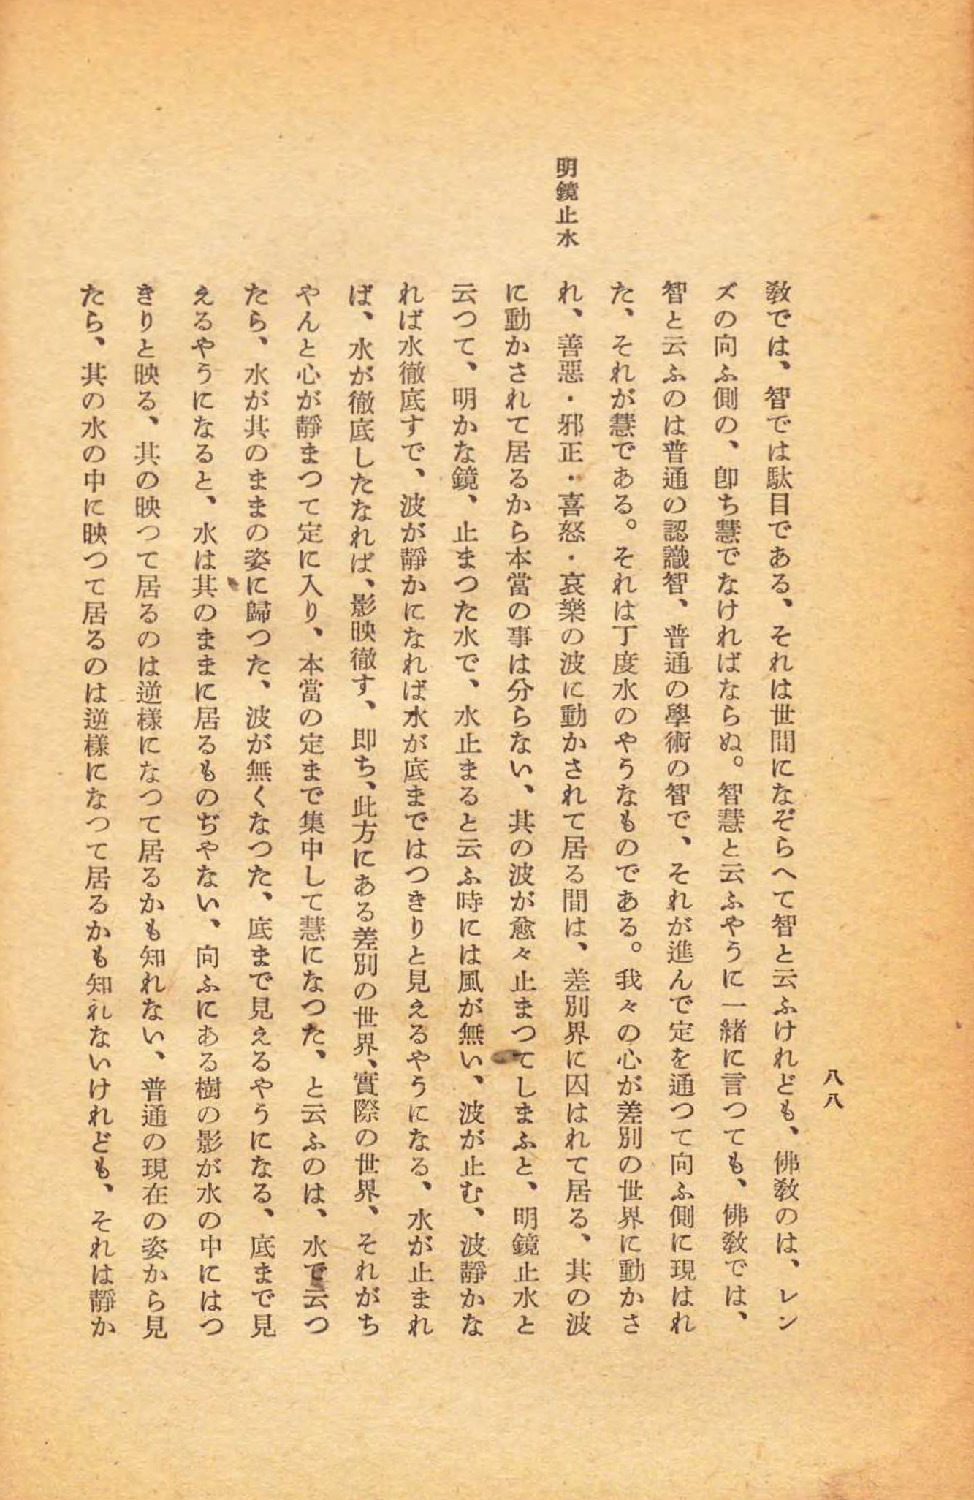 八八
敎では、智では駄目である、それは世間になぞらへて智と云ふけれども、佛敎のは、レン
ズの向ふ側の、卽ち慧でなければならぬ。智慧と云ふやうに一緖に言つても、佛敎では、
智と云ふのは普通の認識智、普通の學術の智で、それが進んで定を通つて向ふ側に現はれ
た、それが慧である。それは丁度水のやうなものである。我々の心が差別の世界に動かさ
明鏡止水
れ、善惡・邪正・喜怒・哀樂の波に動かされて居る間は、差別界に囚はれて居る、其の波
に動かされて居るから本當の事は分らない、其の波が愈々止まつてしまふと、明鏡止水と
云つて、明かな鏡、止まつた水で、水止まると云ふ時には風が無い、波が止む、波靜かな
れば水徹底すで、波が靜かになれば水が底まではつきりと見えるやうになる、水が止まれ
ば、水が徹底したなれば、影映徹す、卽ち、此方にある差別の世界、實際の世界、それがち
やんと心が靜まつて定に入り、本當の定まで集中して慧になつた、と云ふのは、水で云つ
たら、水が其のままの姿に歸つた、波が無くなつた、底まで見えるやうになる、底まで見
えるやうになると、水は其のままに居るものぢやない、向ふにある樹の影が水の中にはつ
きりと映る、其の映つて居るのは逆樣になつて居るかも知れない、普通の現在の姿から見
たら、其の水の中に映つて居るのは逆樣になつて居るかも知れないけれども、それは靜か